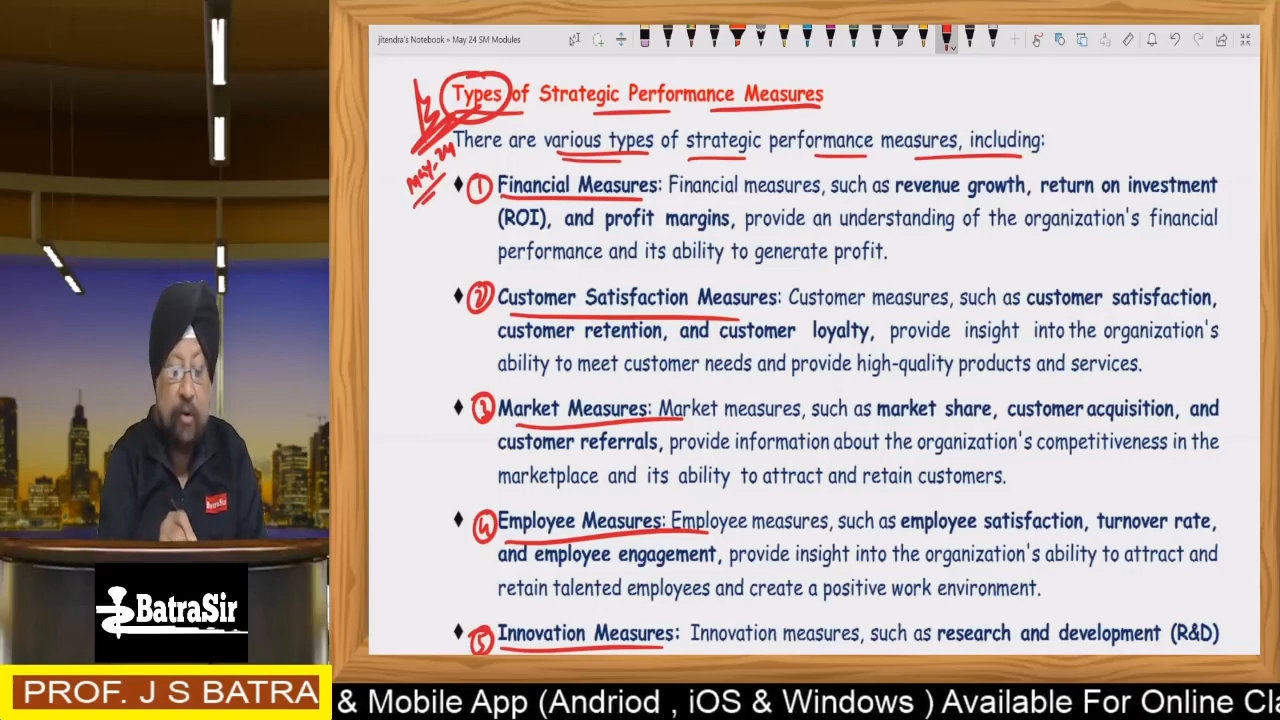 jitendra's Notebook » May 24 SM Modules
Types of Strategic Performance Measures
There are various types of strategic performance measures, including:
May-24
♦ 1 Financial Measures: Financial measures, such as revenue growth, return on investment
(ROI), and profit margins, provide an understanding of the organization's financial
performance and its ability to generate profit.
♦ 2 Customer Satisfaction Measures: Customer measures, such as customer satisfaction,
customer retention, and customer loyalty, provide insight into the organization's
ability to meet customer needs and provide high-quality products and services.
♦ 3 Market Measures: Market measures, such as market share, customer acquisition, and
customer referrals, provide information about the organization's competitiveness in the
marketplace and its ability to attract and retain customers.
♦ 4 Employee Measures: Employee measures, such as employee satisfaction, turnover rate,
and employee engagement, provide insight into the organization's ability to attract and
retain talented employees and create a positive work environment.
♦ 5 Innovation Measures: Innovation measures, such as research and development (R&D)
BatraSir
BatraSir
PROF. J S BATRA
& Mobile App (Andriod , iOS & Windows ) Available For Online Cla